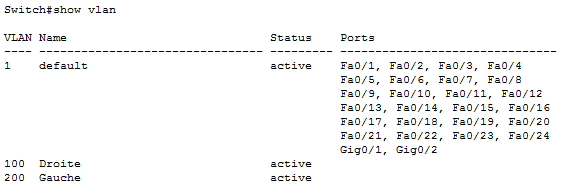 Switch#show vlan
VLAN Name                             Status    Ports
---- -------------------------------- --------- -------------------------------
1    default                          active    Fa0/1, Fa0/2, Fa0/3, Fa0/4
                                                Fa0/5, Fa0/6, Fa0/7, Fa0/8
                                                Fa0/9, Fa0/10, Fa0/11, Fa0/12
                                                Fa0/13, Fa0/14, Fa0/15, Fa0/16
                                                Fa0/17, Fa0/18, Fa0/19, Fa0/20
                                                Fa0/21, Fa0/22, Fa0/23, Fa0/24
                                                Gig0/1, Gig0/2
100  Droite                           active
200  Gauche                           active